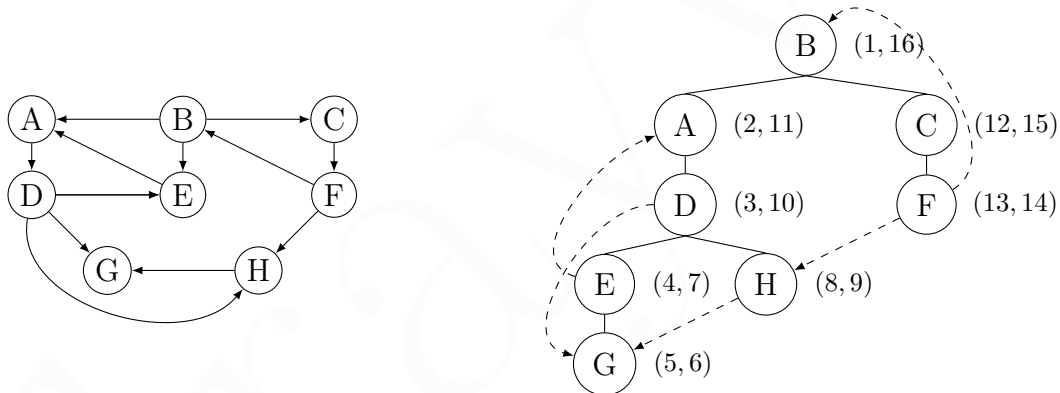 B (1, 16)
A B C
A (2, 11) C (12, 15)
D E F
D (3, 10) F (13, 14)
G H
E (4, 7) H (8, 9)
G (5, 6)